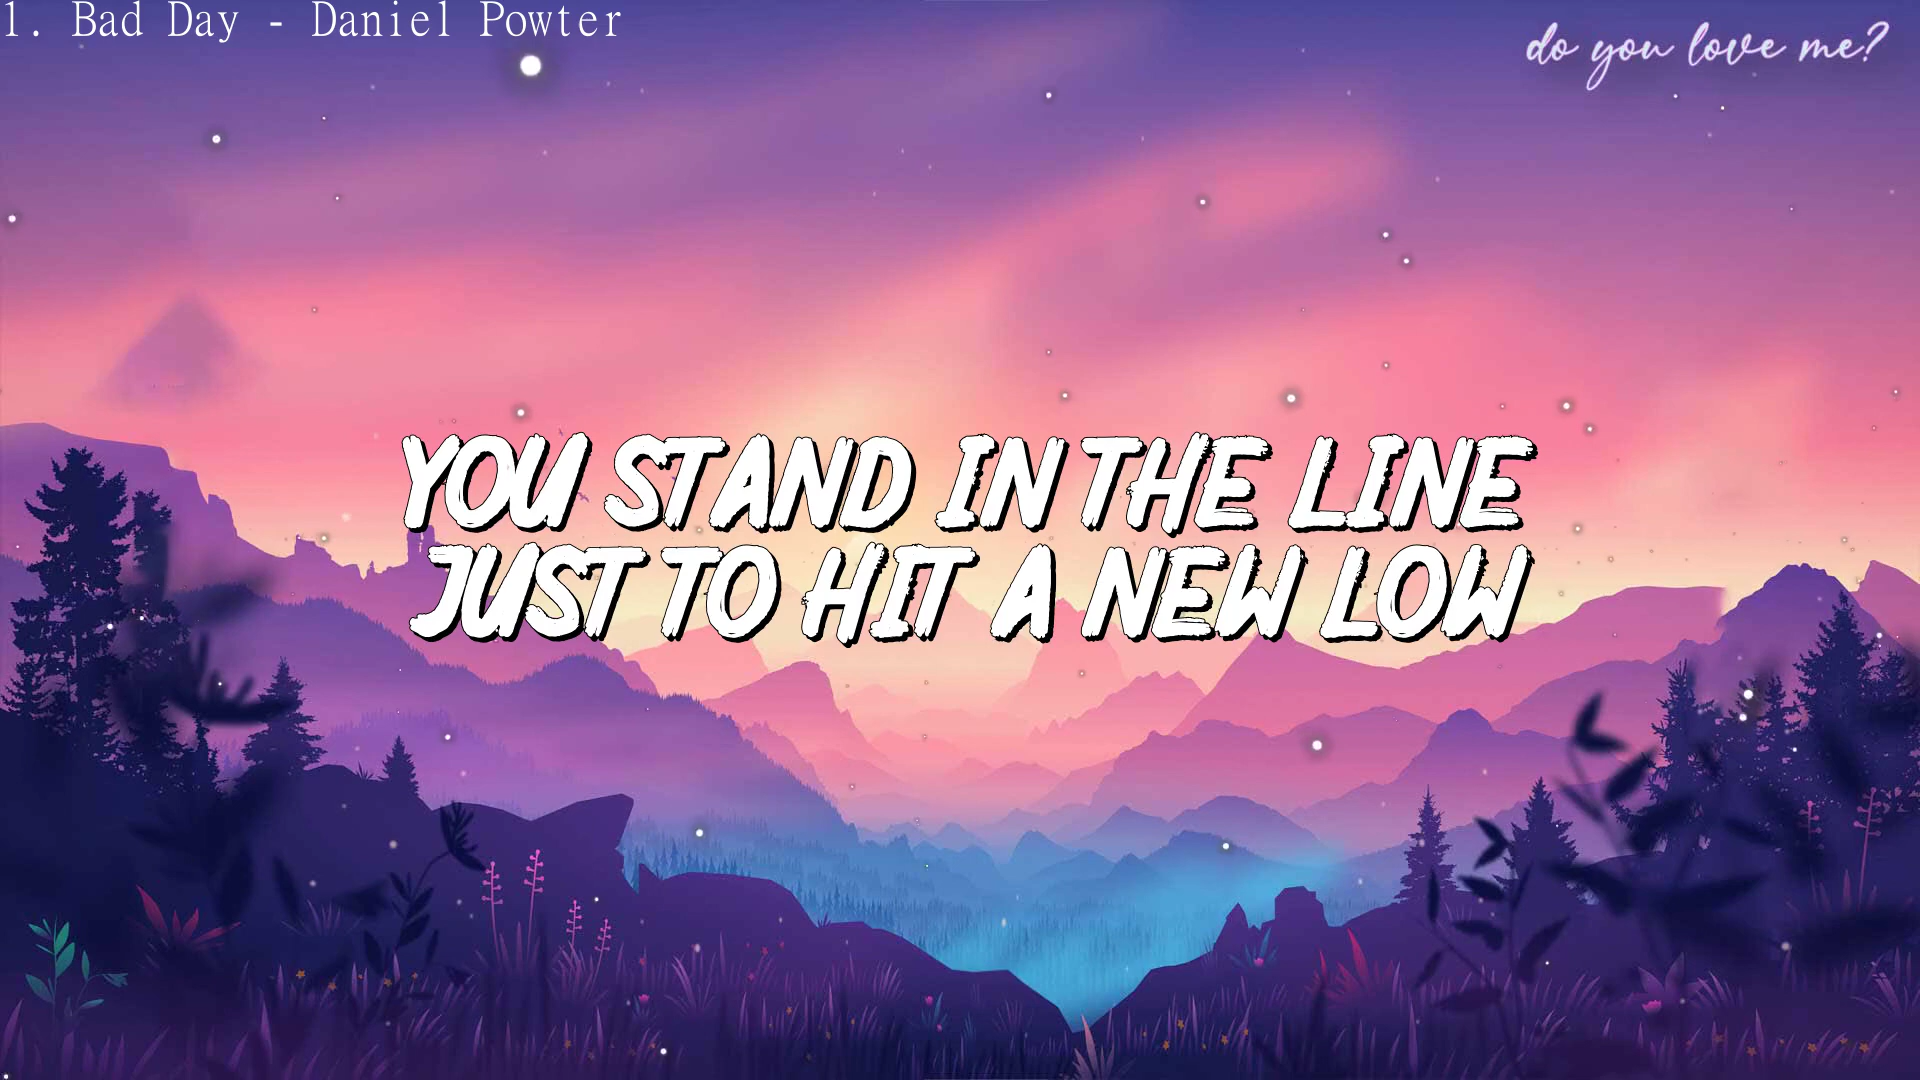 1. Bad Day - Daniel Powter
do you love me?
YOU STAND IN THE LINE
JUST TO HIT A NEW LOW